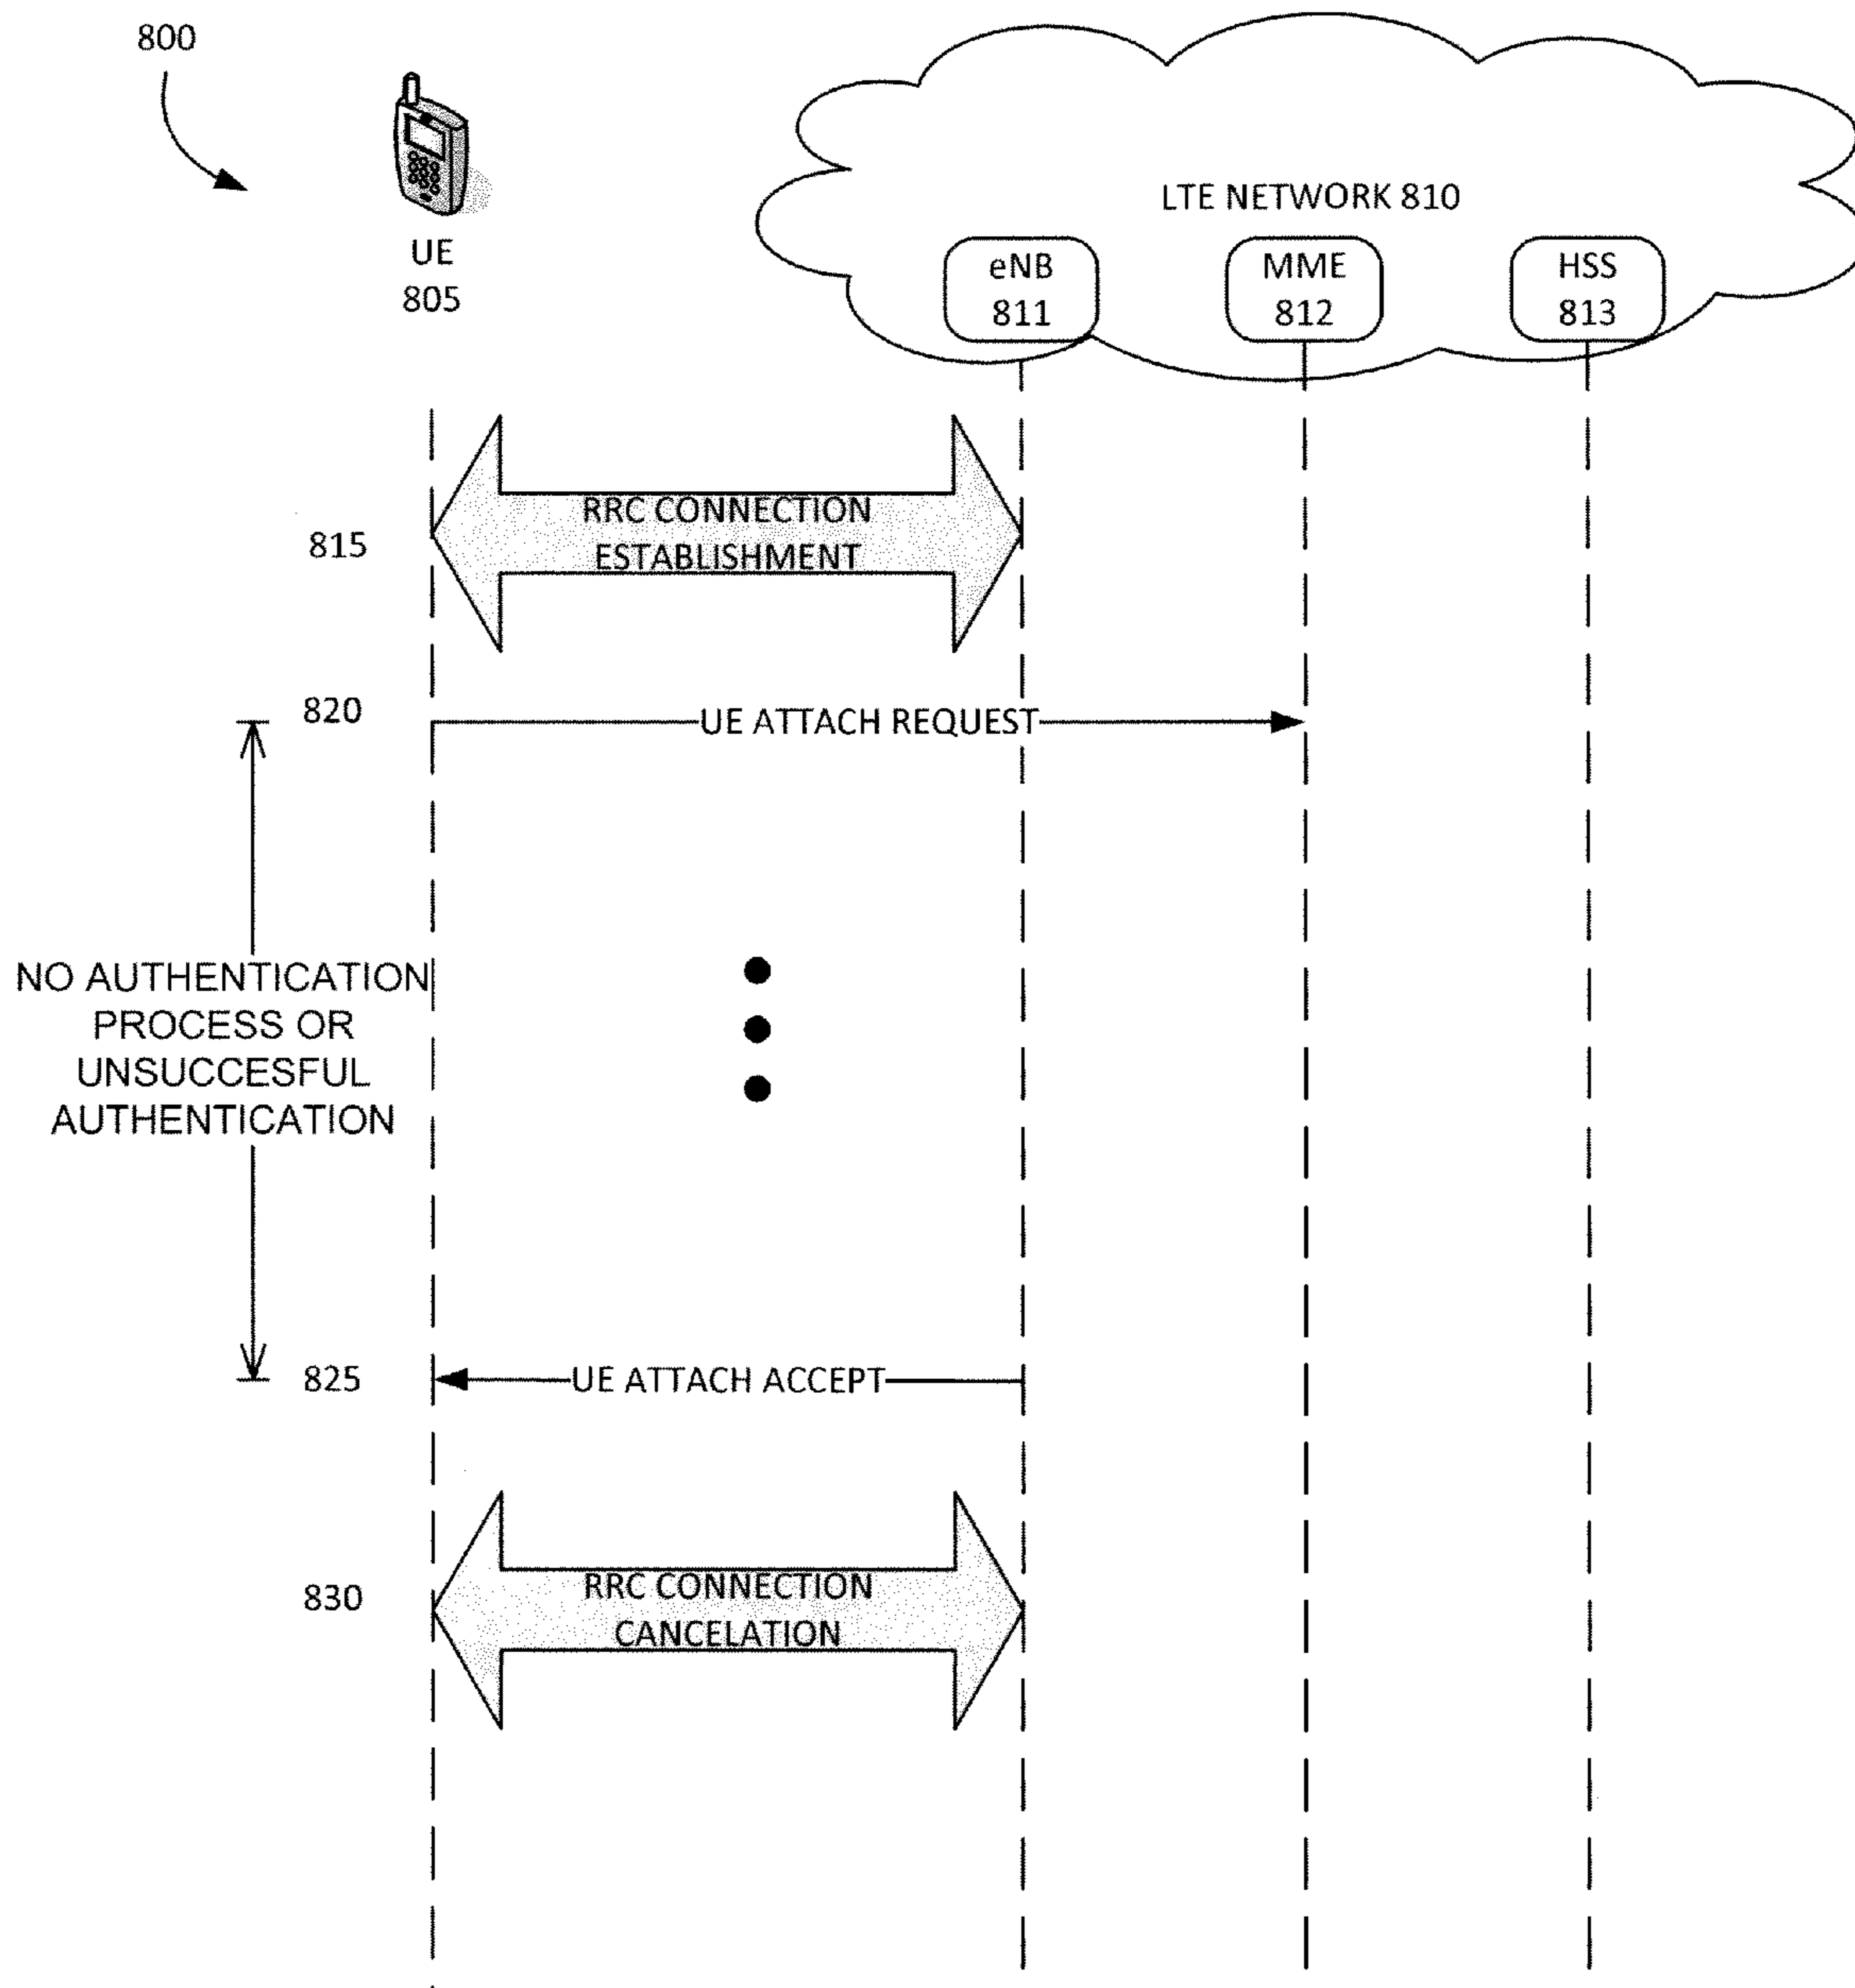 800
LTE NETWORK 810
UE
805
eNB
811
MME
812
HSS
813
815
RRC CONNECTION
ESTABLISHMENT
820
UE ATTACH REQUEST
NO AUTHENTICATION
PROCESS OR
UNSUCCESFUL
AUTHENTICATION
825
UE ATTACH ACCEPT
830
RRC CONNECTION
CANCELATION